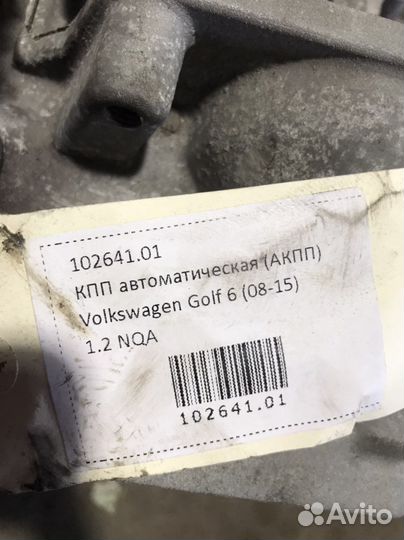 102641.01
КПП автоматическая (АКПП)
Volkswagen Golf 6 (08-15)
1.2 NQA
102641.01
Avito